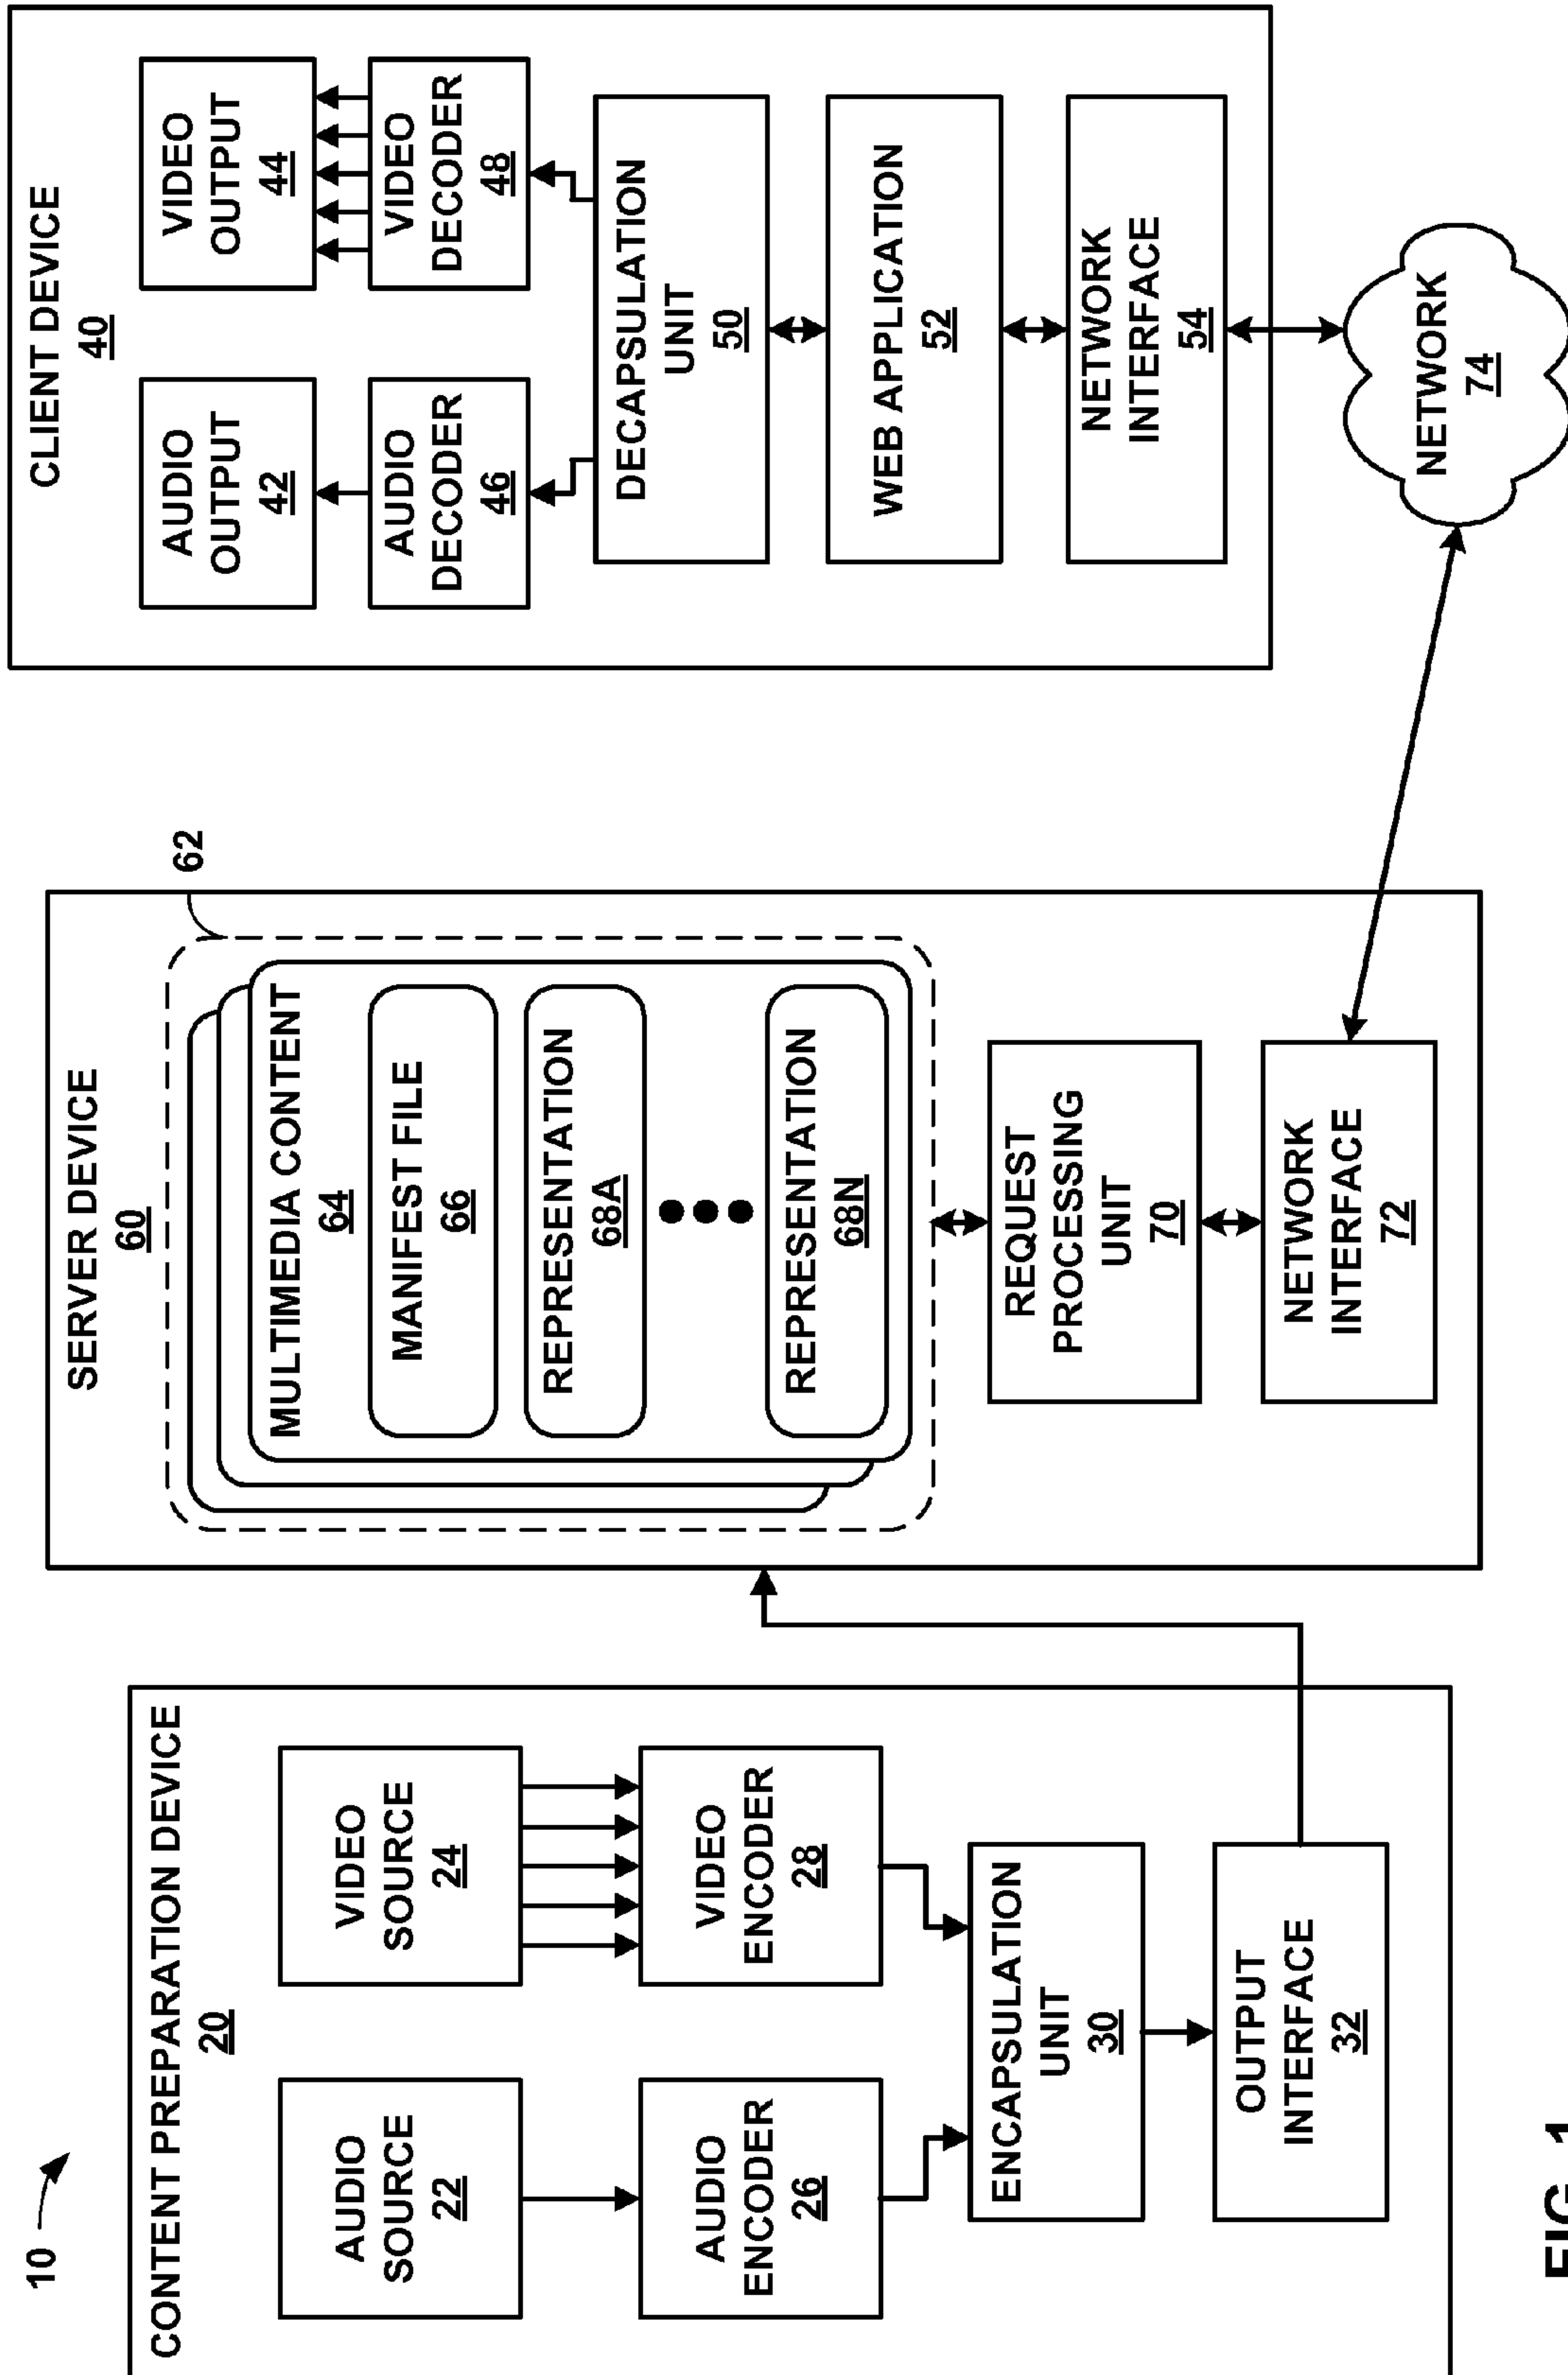 10
CONTENT PREPARATION DEVICE
20
AUDIO
SOURCE
22
VIDEO
SOURCE
24
AUDIO
ENCODER
26
VIDEO
ENCODER
28
ENCAPSULATION
UNIT
30
OUTPUT
INTERFACE
32
SERVER DEVICE
60
62
MULTIMEDIA CONTENT
64
MANIFEST FILE
66
REPRESENTATION
68A
REPRESENTATION
68N
REQUEST
PROCESSING
UNIT
70
NETWORK
INTERFACE
72
CLIENT DEVICE
40
AUDIO
OUTPUT
42
VIDEO
OUTPUT
44
AUDIO
DECODER
46
VIDEO
DECODER
48
DECAPSULATION
UNIT
50
WEB APPLICATION
52
NETWORK
INTERFACE
54
NETWORK
74
FIG. 1